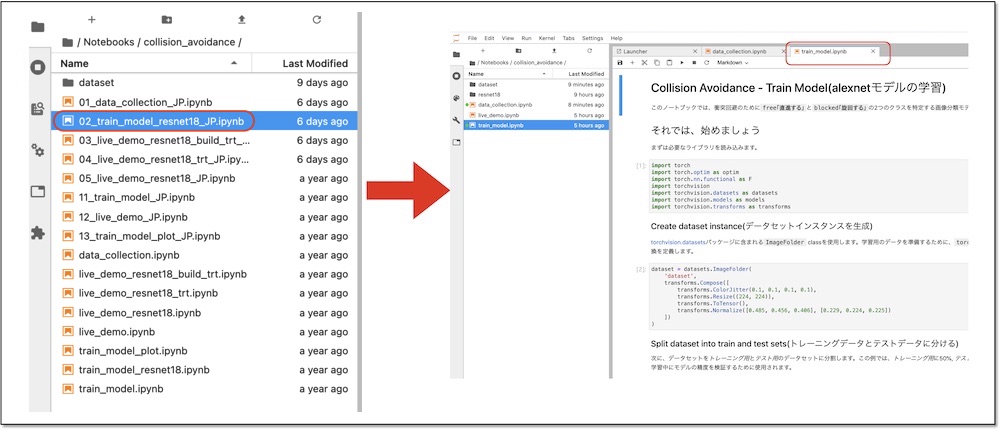 / Notebooks / collision_avoidance /
Name Last Modified
dataset 9 days ago
01_data_collection_JP.ipynb 6 days ago
02_train_model_resnet18_JP.ipynb 6 days ago
03_live_demo_resnet18_build_trt_... 6 days ago
04_live_demo_resnet18_trt_JP.ipy... 6 days ago
05_live_demo_resnet18_JP.ipynb a year ago
11_train_model_JP.ipynb a year ago
12_live_demo_JP.ipynb a year ago
13_train_model_plot_JP.ipynb a year ago
data_collection.ipynb a year ago
live_demo_resnet18_build_trt.ipynb a year ago
live_demo_resnet18_trt.ipynb a year ago
live_demo_resnet18.ipynb a year ago
live_demo.ipynb a year ago
train_model_plot.ipynb a year ago
train_model_resnet18.ipynb a year ago
train_model.ipynb a year ago
File Edit View Run Kernel Tabs Settings Help
/ Notebooks / collision_avoidance /
Name Last Modified
dataset 9 minutes ago
resnet18 9 minutes ago
data_collection.ipynb 8 minutes ago
live_demo.ipynb 5 hours ago
train_model.ipynb 5 hours ago
Launcher data_collection.ipynb train_model.ipynb
Markdown
Collision Avoidance - Train Model(alexnetモデルの学習)
このノートブックでは、衝突回避のために free「直進する」と blocked「旋回する」の2つのクラスを特定する画像分類モデ
それでは、始めましょう
まずは必要なライブラリを読み込みます。
[1]: import torch
import torch.optim as optim
import torch.nn.functional as F
import torchvision
import torchvision.datasets as datasets
import torchvision.models as models
import torchvision.transforms as transforms
Create dataset instance(データセットインスタンスを生成)
torchvision.datasetsパッケージに含まれる ImageFolder classを使用します。学習用のデータを準備するために、torc
換を定義します。
[2]: dataset = datasets.ImageFolder(
'dataset',
transforms.Compose([
transforms.ColorJitter(0.1, 0.1, 0.1, 0.1),
transforms.Resize((224, 224)),
transforms.ToTensor(),
transforms.Normalize([0.485, 0.456, 0.406], [0.229, 0.224, 0.225])
])
)
Split dataset into train and test sets(トレーニングデータとテストデータに分ける)
次に、データセットをトレーニング用とテスト用のデータセットに分割します。この例では、トレーニング用に50%, テス
学習中にモデルの精度を検証するために使用されます。